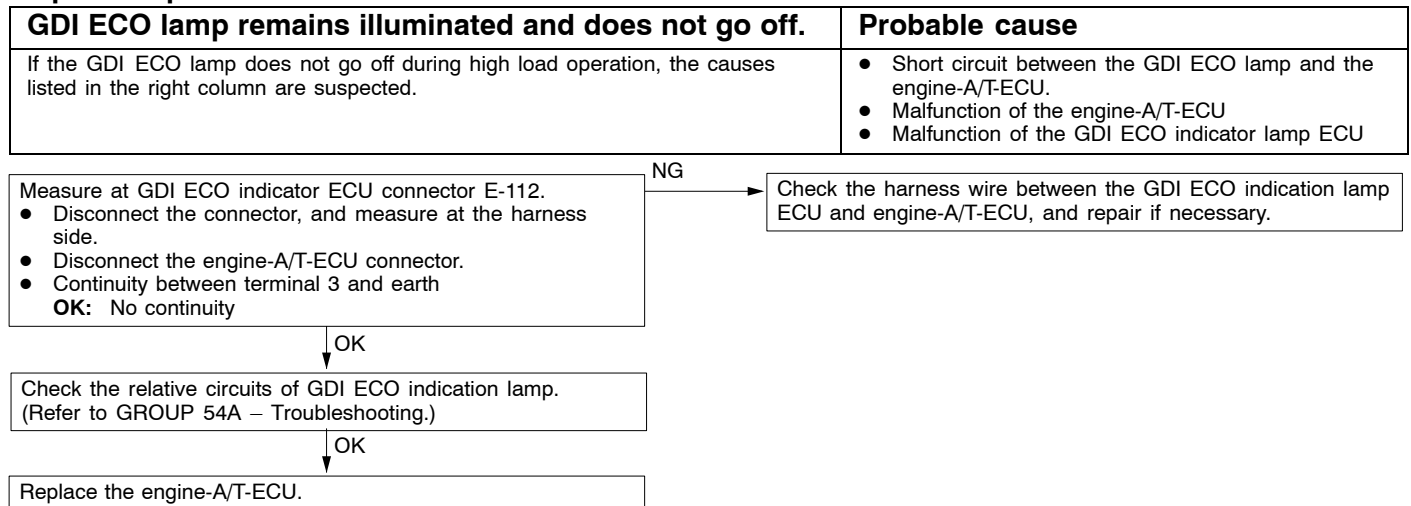 GDI ECO lamp remains illuminated and does not go off.
Probable cause
If the GDI ECO lamp does not go off during high load operation, the causes
listed in the right column are suspected.
● Short circuit between the GDI ECO lamp and the
engine-A/T-ECU.
● Malfunction of the engine-A/T-ECU
● Malfunction of the GDI ECO indicator lamp ECU
Measure at GDI ECO indicator ECU connector E-112.
● Disconnect the connector, and measure at the harness
side.
● Disconnect the engine-A/T-ECU connector.
● Continuity between terminal 3 and earth
OK: No continuity
NG
Check the harness wire between the GDI ECO indication lamp
ECU and engine-A/T-ECU, and repair if necessary.
OK
Check the relative circuits of GDI ECO indication lamp.
(Refer to GROUP 54A – Troubleshooting.)
OK
Replace the engine-A/T-ECU.